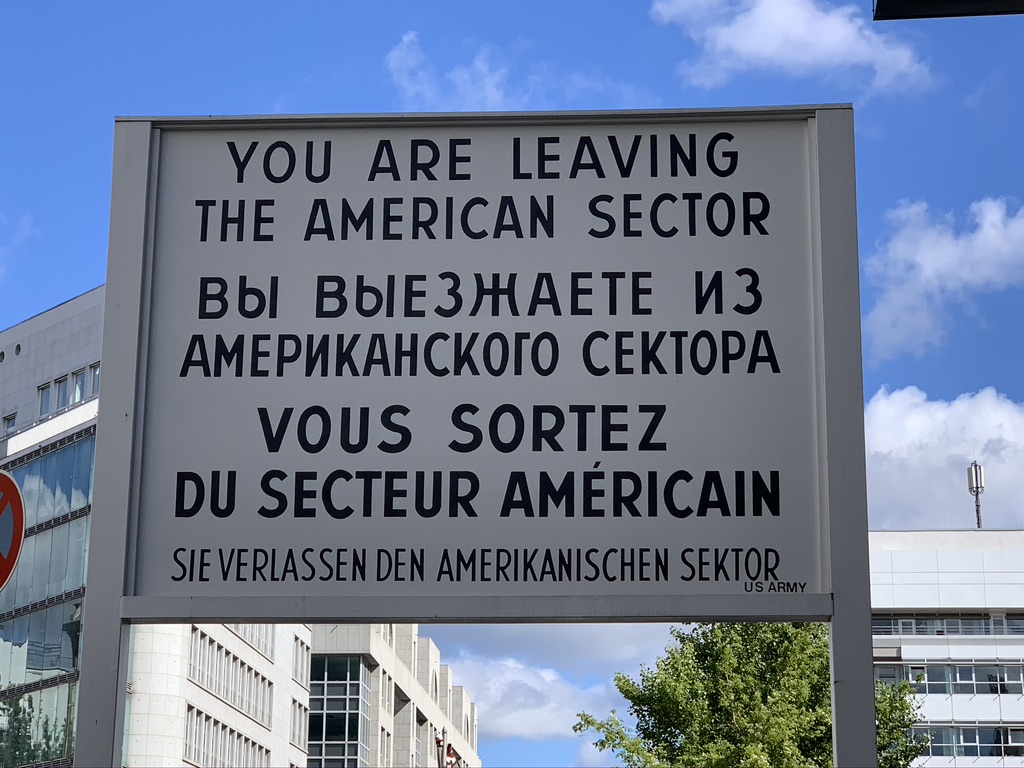 YOU ARE LEAVING
THE AMERICAN SECTOR
ВЫ ВЫЕЗЖАЕТЕ ИЗ
АМЕРИКАНСКОГО СЕКТОРА
VOUS SORTEZ
DU SECTEUR AMÉRICAIN
SIE VERLASSEN DEN AMERIKANISCHEN SEKTOR
US ARMY